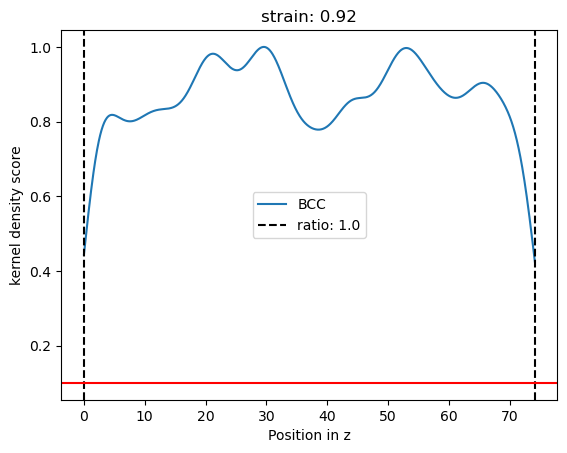 strain: 0.92
1.0
0.8
0.6
0.4
0.2
kernel density score
BCC
ratio: 1.0
0 10 20 30 40 50 60 70
Position in z